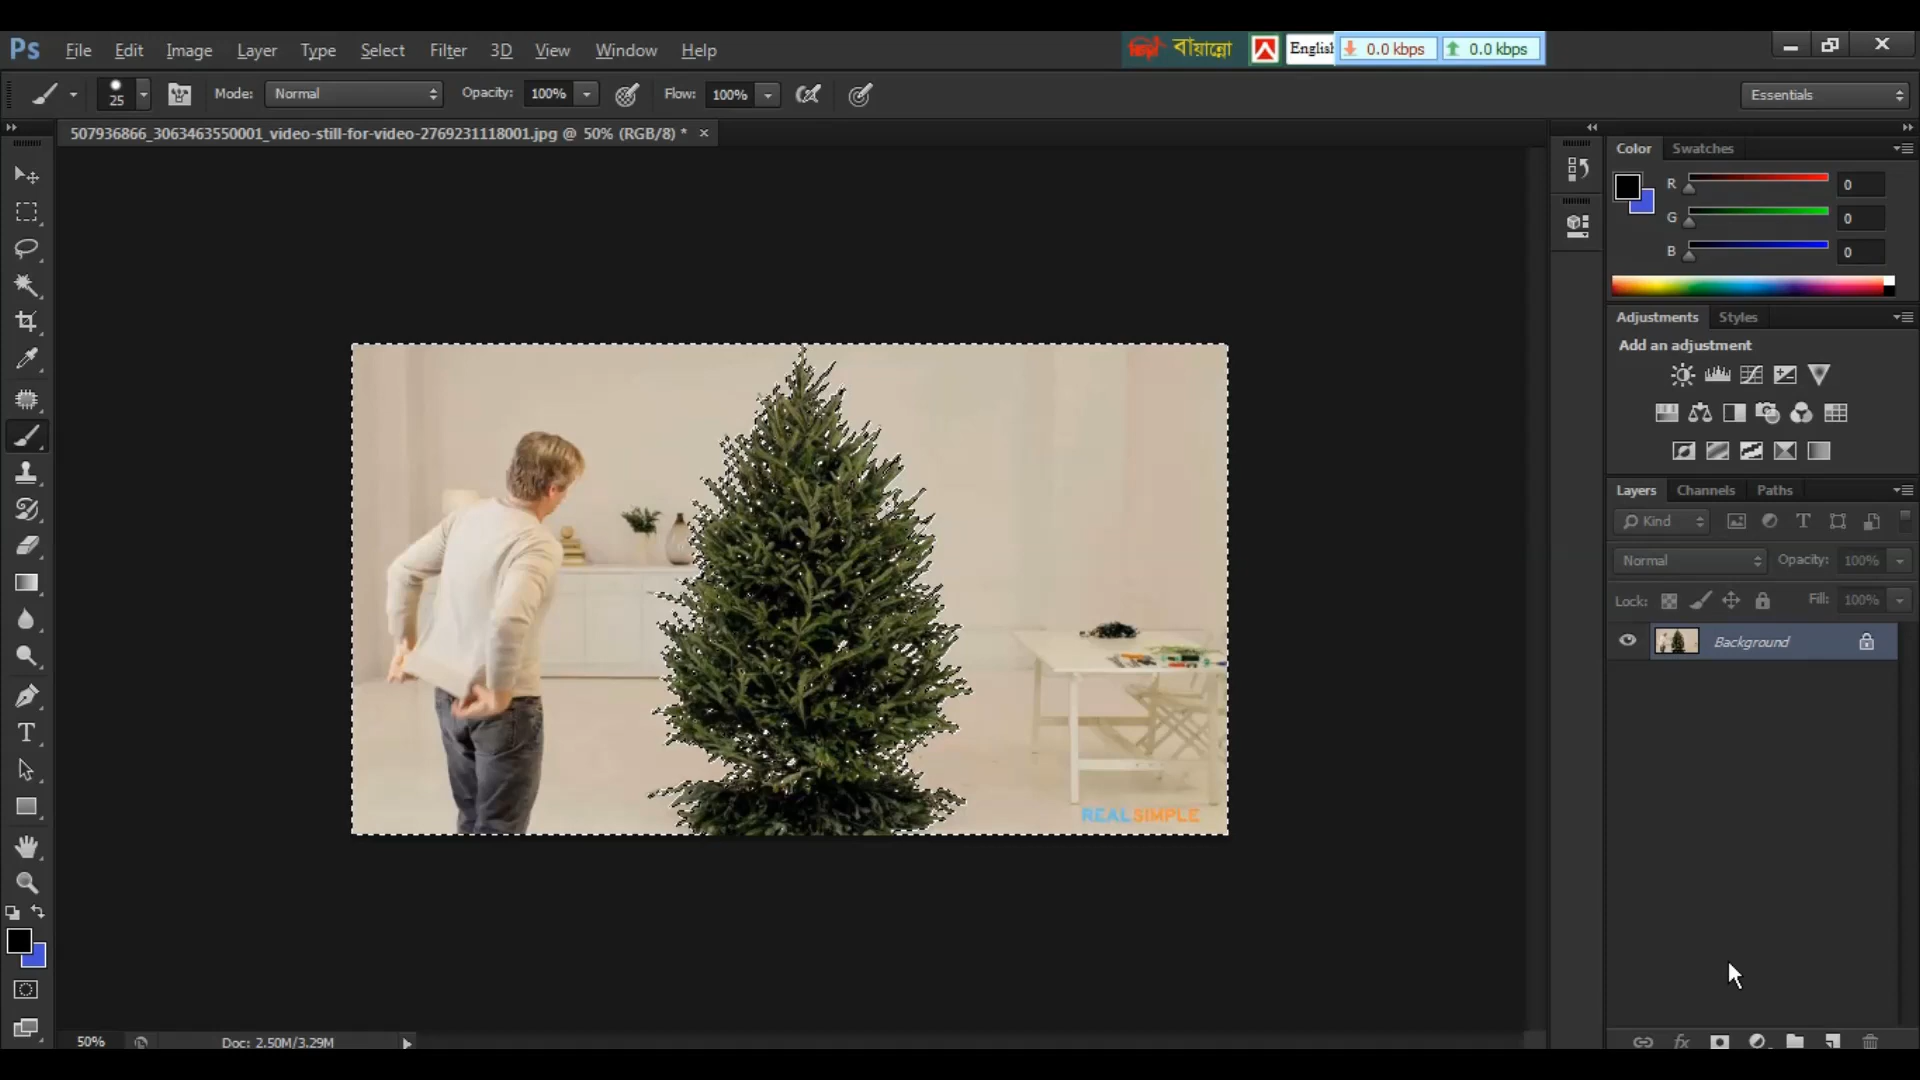 Ps File Edit Image Layer Type Select Filter 3D View Window Help বায়ান্নো English 0.0 kbps 0.0 kbps
25 Mode: Normal Opacity: 100% Flow: 100% Essentials
507936866_3063463550001_video-still-for-video-2769231118001.jpg @ 50% (RGB/8) * ×
Color Swatches
R 0
G 0
B 0
Adjustments Styles
Add an adjustment
Layers Channels Paths
Kind
Normal Opacity: 100%
Lock: Fill: 100%
Background
REALSIMPLE
50% Doc: 2.50M/3.29M
fx